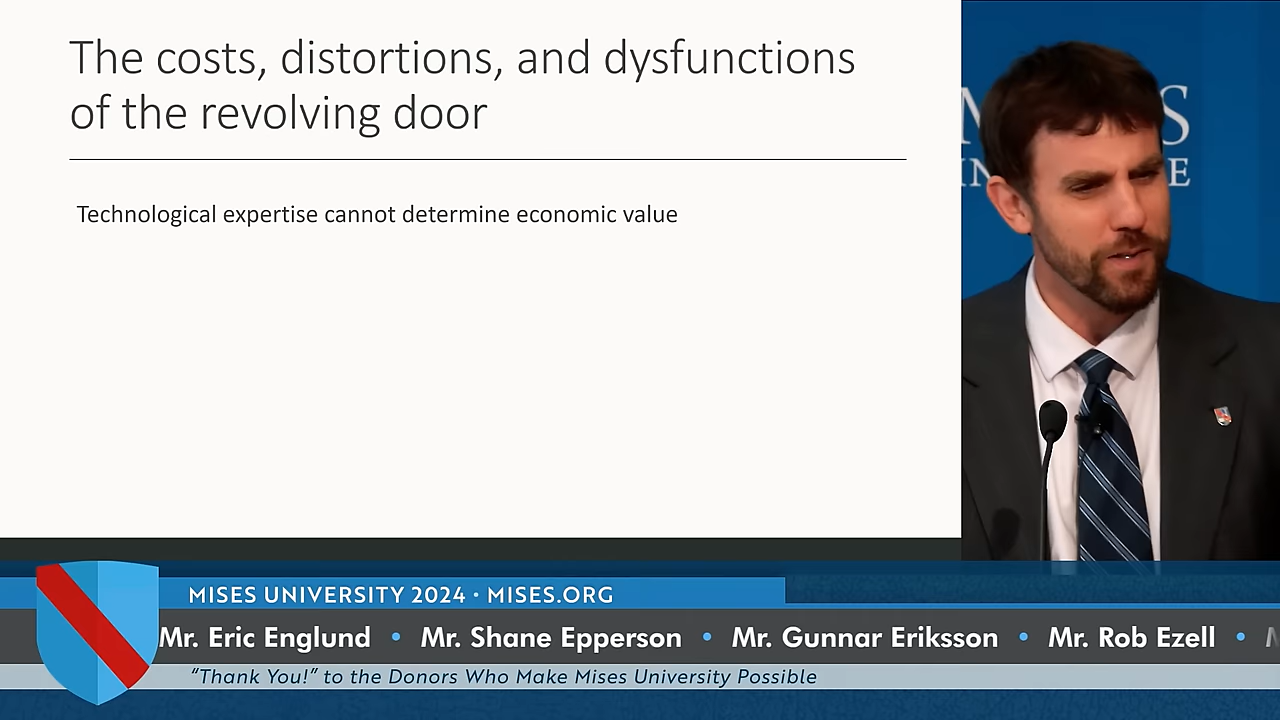 The costs, distortions, and dysfunctions
of the revolving door
Technological expertise cannot determine economic value
MISES UNIVERSITY 2024 • MISES.ORG
Mr. Eric Englund • Mr. Shane Epperson • Mr. Gunnar Eriksson • Mr. Rob Ezell •
“Thank You!” to the Donors Who Make Mises University Possible